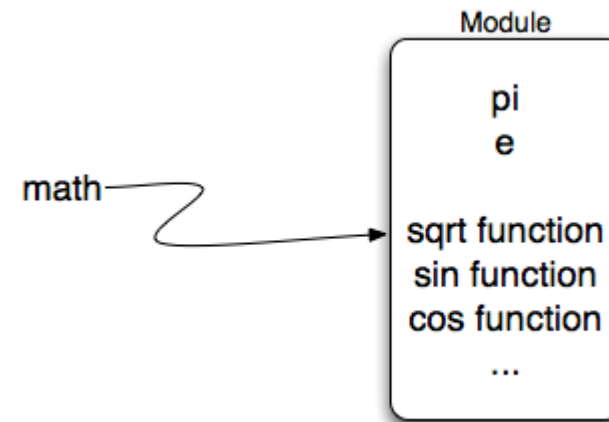 Module
pi
e
math
sqrt function
sin function
cos function
...